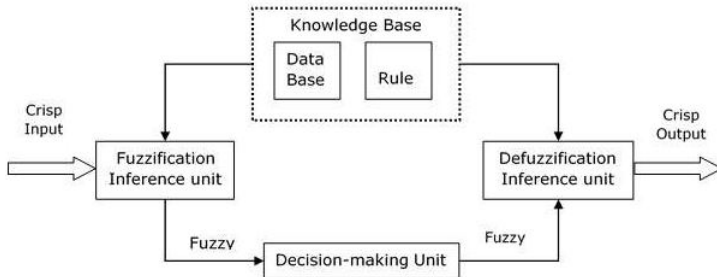 Knowledge Base
Data
Base
Rule
Crisp
Input
Crisp
Output
Fuzzification
Inference unit
Defuzzification
Inference unit
Fuzzy
Decision-making Unit
Fuzzy